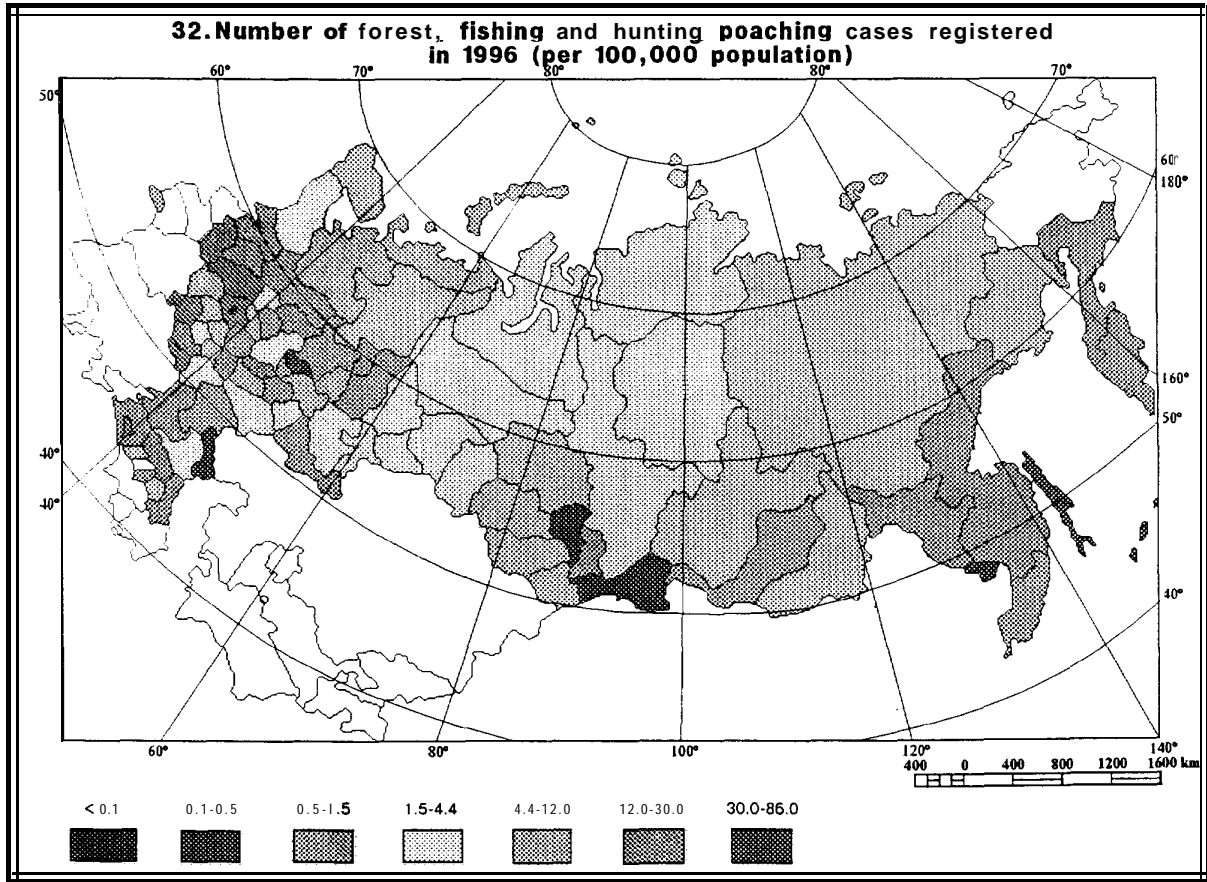 32.Number of forest, fishing and hunting poaching cases registered
in 1996 (per 100,000 population)
60° 70° 80° 80° 70°
50°
60°
180°
160°
50°
40°
40°
40°
60° 80° 100° 120° 140°
400 0 400 800 1200 1600 km
< 0.1 0.1-0.5 0.5-1.5 1.5-4.4 4.4-12.0 12.0-30.0 30.0-86.0